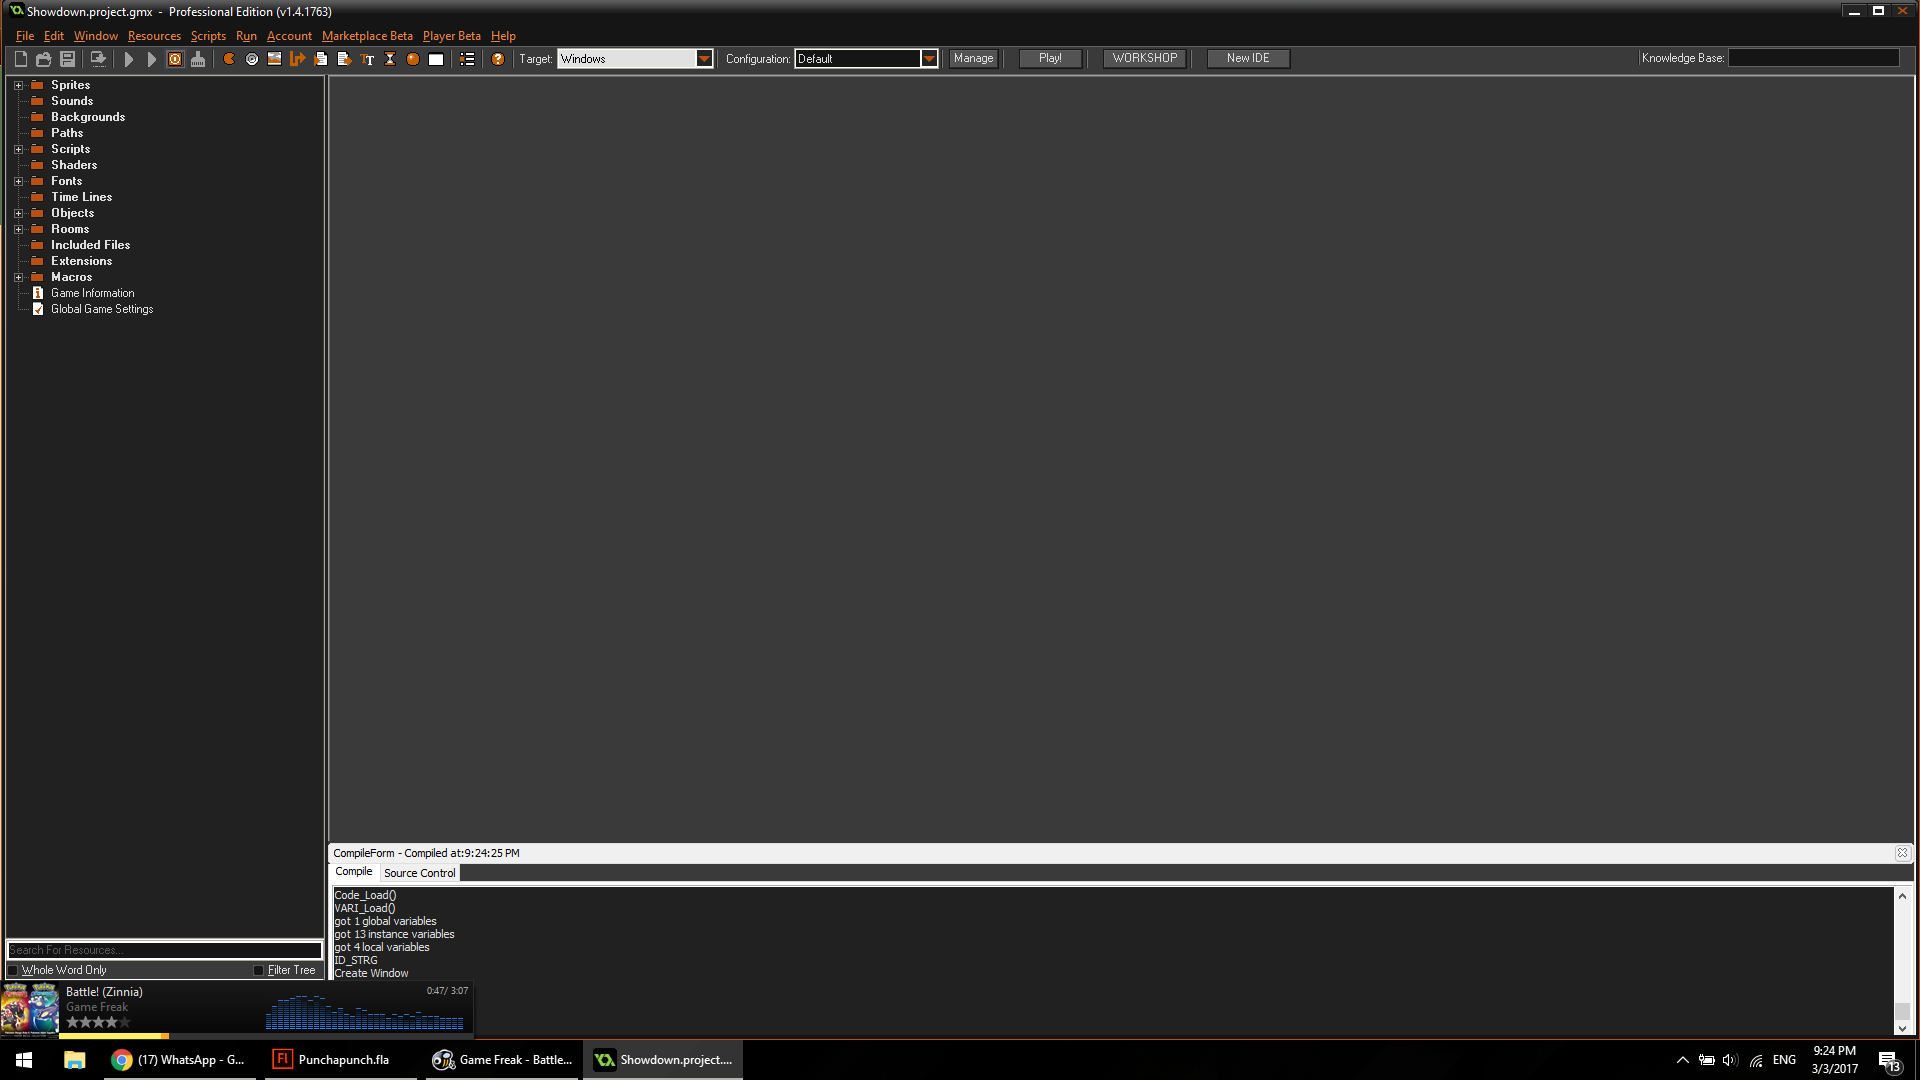 Showdown.project.gmx - Professional Edition (v1.4.1763)
File Edit Window Resources Scripts Run Account Marketplace Beta Player Beta Help
Target: Windows Configuration: Default Manage Play! WORKSHOP New IDE Knowledge Base:
Sprites
Sounds
Backgrounds
Paths
Scripts
Shaders
Fonts
Time Lines
Objects
Rooms
Included Files
Extensions
Macros
Game Information
Global Game Settings
Search For Resources...
Whole Word Only Filter Tree
CompileForm - Compiled at:9:24:25 PM
Compile Source Control
Code_Load()
VARI_Load()
got 1 global variables
got 13 instance variables
got 4 local variables
ID_STRG
Create Window
Battle! (Zinnia) 0:47/ 3:07
Game Freak
(17) WhatsApp - G...
Fl Punchapunch.fla
Game Freak - Battle...
Showdown.project....
ENG
9:24 PM
3/3/2017
13